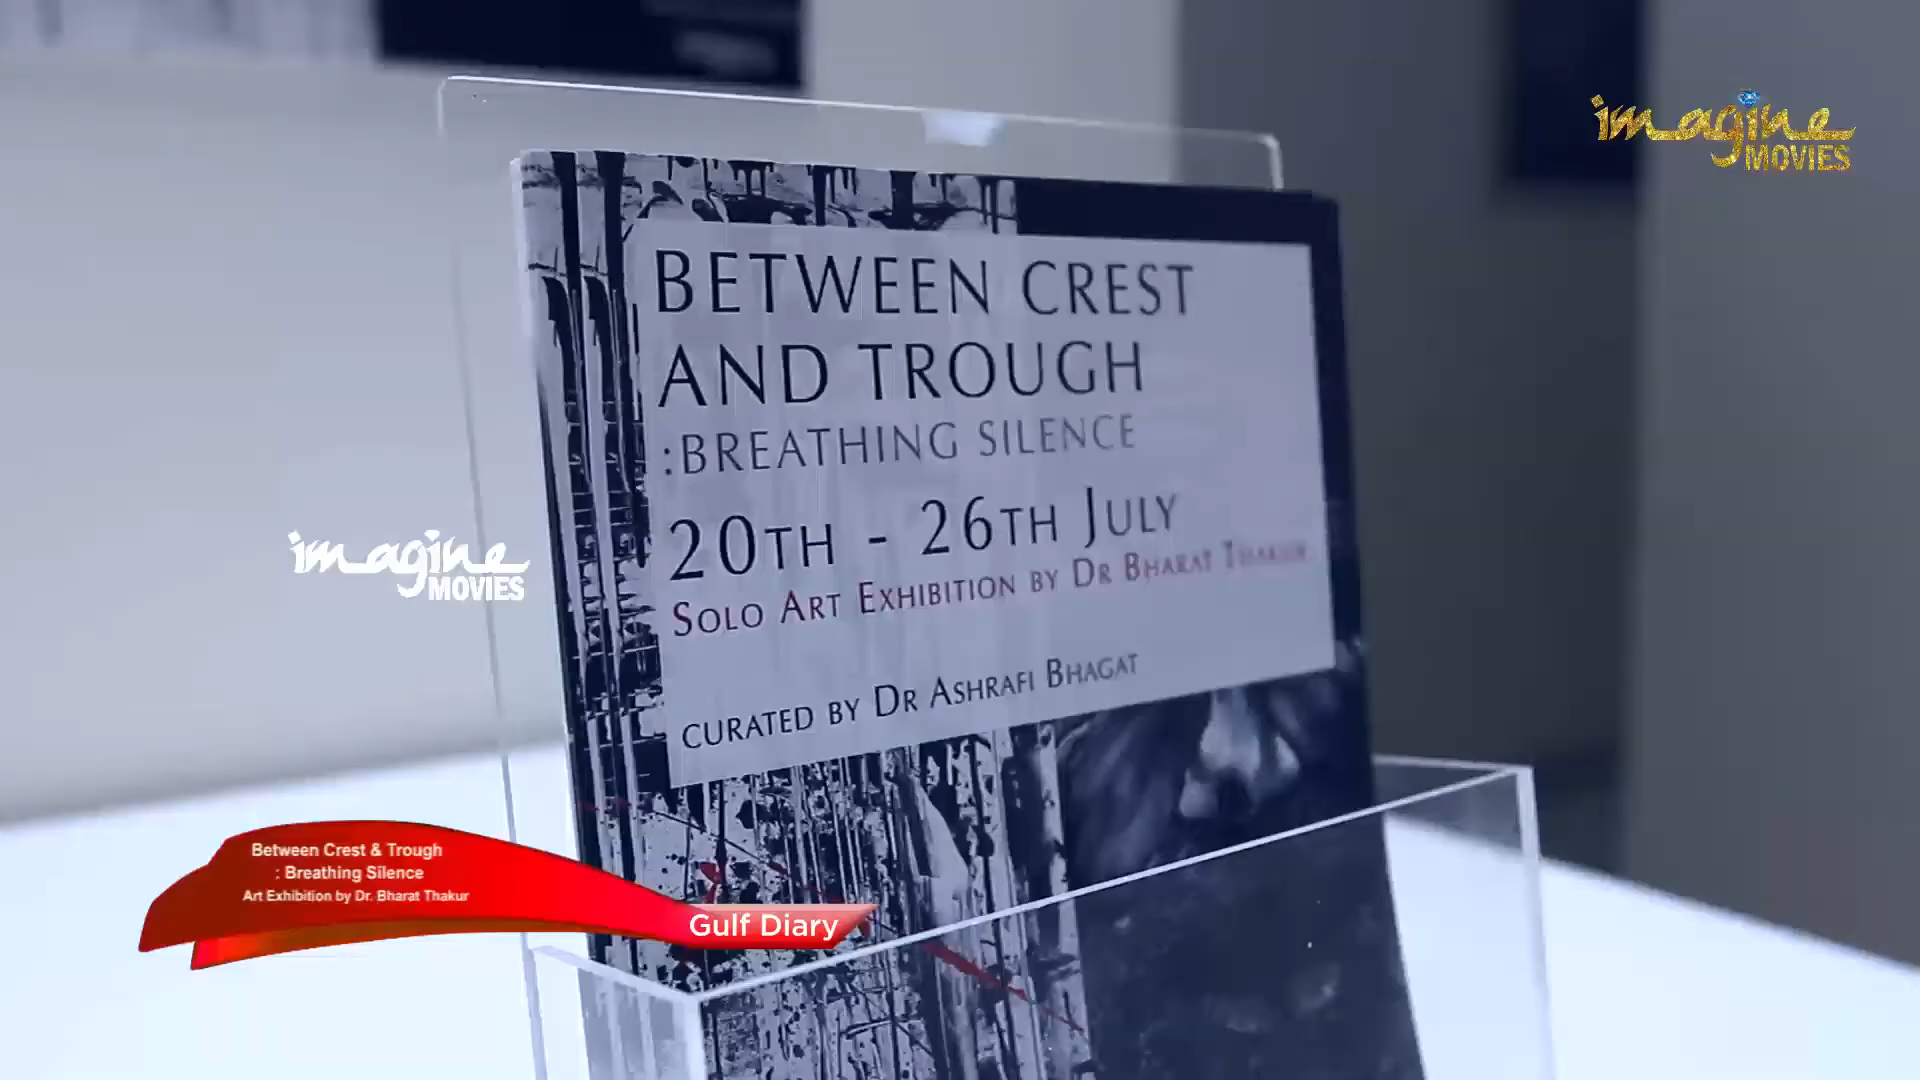 imagine
MOVIES
BETWEEN CREST
AND TROUGH
:BREATHING SILENCE
20TH - 26TH JULY
SOLO ART EXHIBITION BY DR BHARAT THAKUR
CURATED BY DR ASHRAFI BHAGAT
imagine
MOVIES
Between Crest & Trough
: Breathing Silence
Art Exhibition by Dr. Bharat Thakur
Gulf Diary